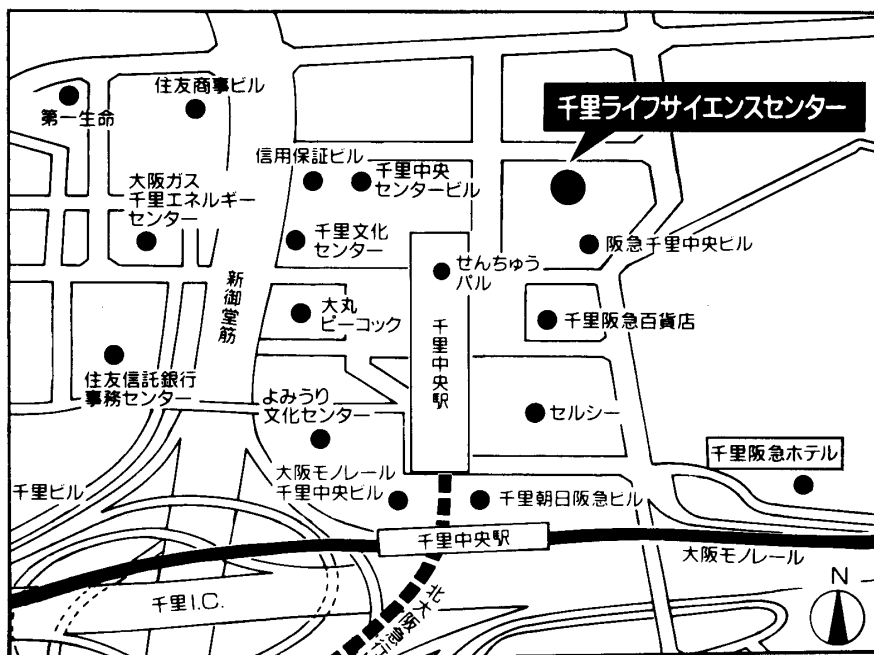 住友商事ビル
第一生命
千里ライフサイエンスセンター
信用保証ビル
千里中央
センタービル
大阪ガス
千里エネルギー
センター
千里文化
センター
阪急千里中央ビル
せんちゅう
パル
新御堂筋
大丸
ピーコック
千里阪急百貨店
千里中央駅
住友信託銀行
事務センター
よみうり
文化センター
セルシー
千里阪急ホテル
千里ビル
大阪モノレール
千里中央ビル
千里朝日阪急ビル
千里中央駅
大阪モノレール
千里I.C.
北大阪急行
N